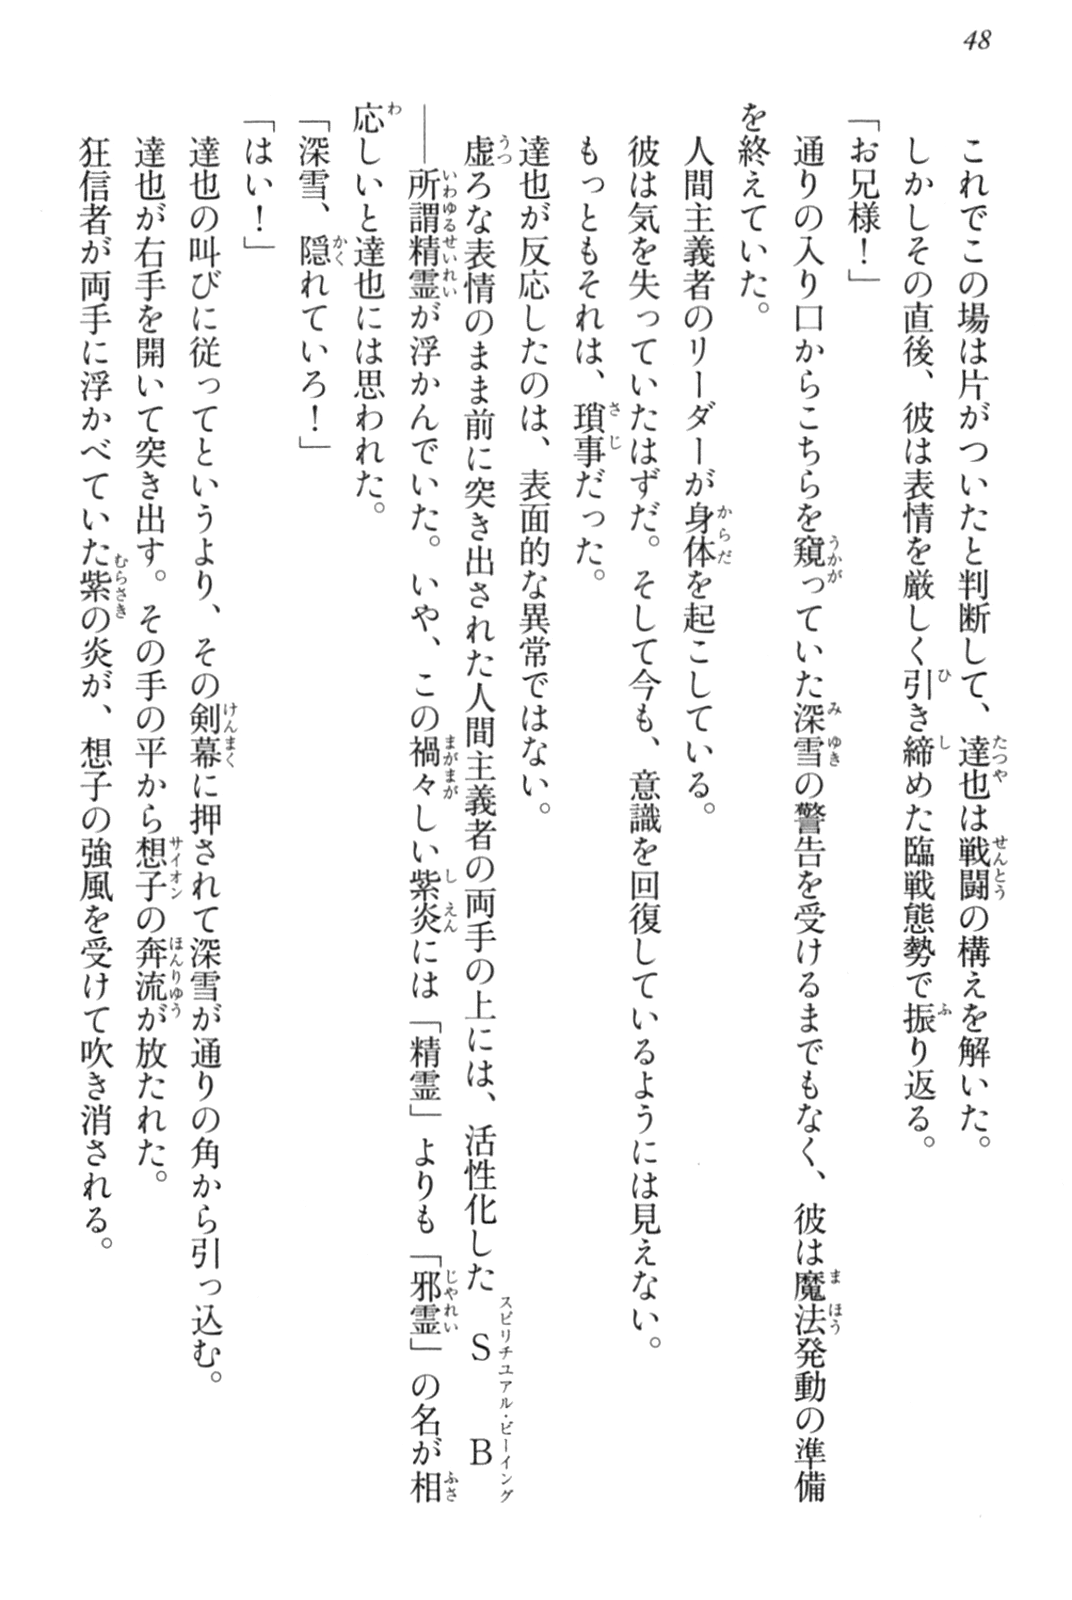 48
これでこの場は片がついたと判断して、達也は戦闘の構えを解いた。
しかしその直後、彼は表情を厳しく引き締めた臨戦態勢で振り返る。
「お兄様！」
通りの入り口からこちらを窺っていた深雪の警告を受けるまでもなく、彼は魔法発動の準備
を終えていた。
人間主義者のリーダーが身体を起こしている。
彼は気を失っていたはずだ。そして今も、意識を回復しているようには見えない。
もっともそれは、瑣事だった。
達也が反応したのは、表面的な異常ではない。
虚ろな表情のまま前に突き出された人間主義者の両手の上には、活性化したＳＢ
――所謂精霊が浮かんでいた。いや、この禍々しい紫炎には「精霊」よりも「邪霊」の名が相
応しいと達也には思われた。
「深雪、隠れていろ！」
「はい！」
達也の叫びに従ってというより、その剣幕に押されて深雪が通りの角から引っ込む。
達也が右手を開いて突き出す。その手の平から想子の奔流が放たれた。
狂信者が両手に浮かべていた紫の炎が、想子の強風を受けて吹き消される。